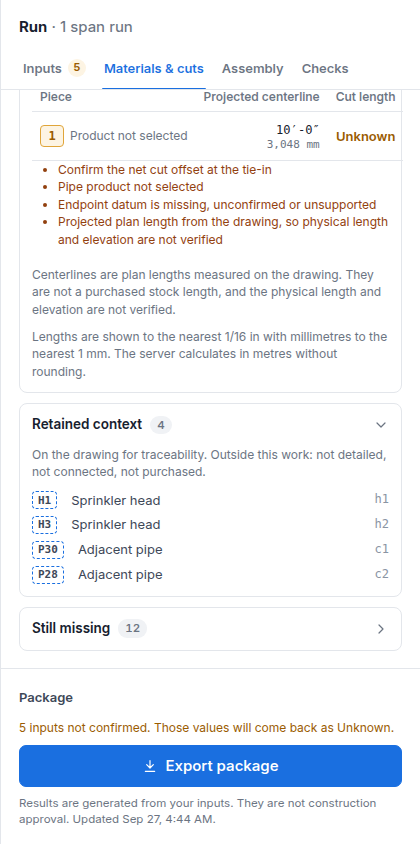 Run · 1 span run
Inputs 5 Materials & cuts Assembly Checks
Piece Projected centerline Cut length
1 Product not selected 10′-0″ Unknown
3,048 mm
• Confirm the net cut offset at the tie-in
• Pipe product not selected
• Endpoint datum is missing, unconfirmed or unsupported
• Projected plan length from the drawing, so physical length
and elevation are not verified
Centerlines are plan lengths measured on the drawing. They
are not a purchased stock length, and the physical length and
elevation are not verified.
Lengths are shown to the nearest 1/16 in with millimetres to the
nearest 1 mm. The server calculates in metres without
rounding.
Retained context 4
On the drawing for traceability. Outside this work: not detailed,
not connected, not purchased.
H1 Sprinkler head h1
H3 Sprinkler head h2
P30 Adjacent pipe c1
P28 Adjacent pipe c2
Still missing 12
Package
5 inputs not confirmed. Those values will come back as Unknown.
Export package
Results are generated from your inputs. They are not construction
approval. Updated Sep 27, 4:44 AM.